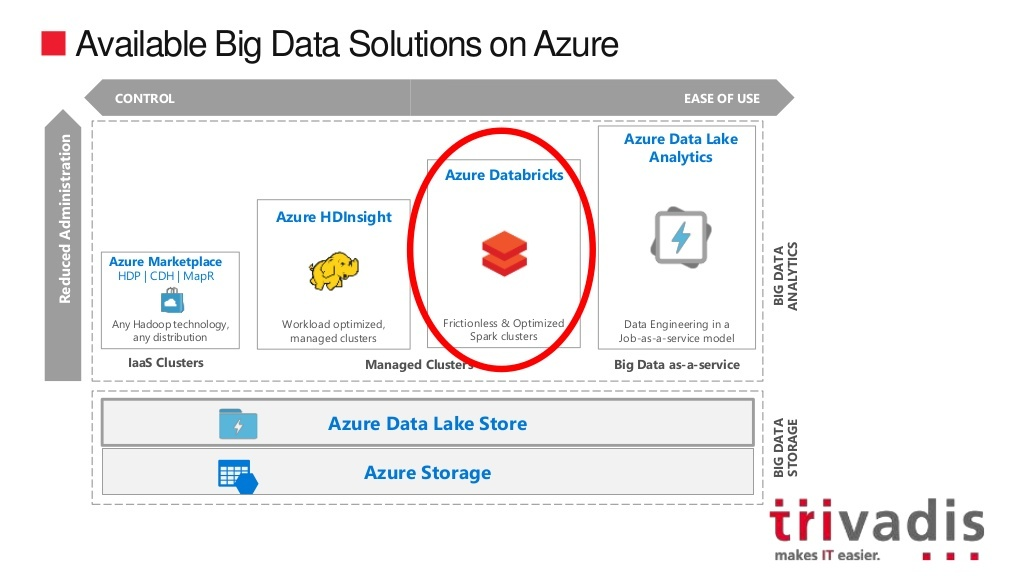 Available Big Data Solutions on Azure
CONTROL
EASE OF USE
Reduced Administration
Azure Marketplace
HDP | CDH | MapR
Any Hadoop technology,
any distribution
IaaS Clusters
Azure HDInsight
Workload optimized,
managed clusters
Azure Databricks
Frictionless & Optimized
Spark clusters
Managed Clusters
Azure Data Lake
Analytics
Data Engineering in a
Job-as-a-service model
Big Data as-a-service
BIG DATA
ANALYTICS
Azure Data Lake Store
Azure Storage
BIG DATA
STORAGE
trivadis
makes IT easier.